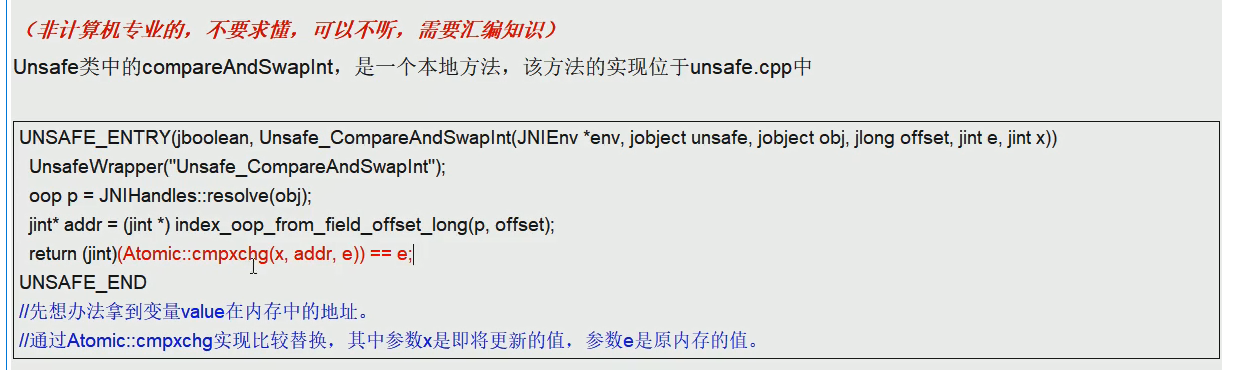 （非计算机专业的，不要求懂，可以不听，需要汇编知识）
Unsafe类中的compareAndSwapInt，是一个本地方法，该方法的实现位于unsafe.cpp中
UNSAFE_ENTRY(jboolean, Unsafe_CompareAndSwapInt(JNIEnv *env, jobject unsafe, jobject obj, jlong offset, jint e, jint x))
UnsafeWrapper("Unsafe_CompareAndSwapInt");
oop p = JNIHandles::resolve(obj);
jint* addr = (jint *) index_oop_from_field_offset_long(p, offset);
return (jint)(Atomic::cmpxchg(x, addr, e)) == e;
UNSAFE_END
//先想办法拿到变量value在内存中的地址。
//通过Atomic::cmpxchg实现比较替换，其中参数x是即将更新的值，参数e是原内存的值。